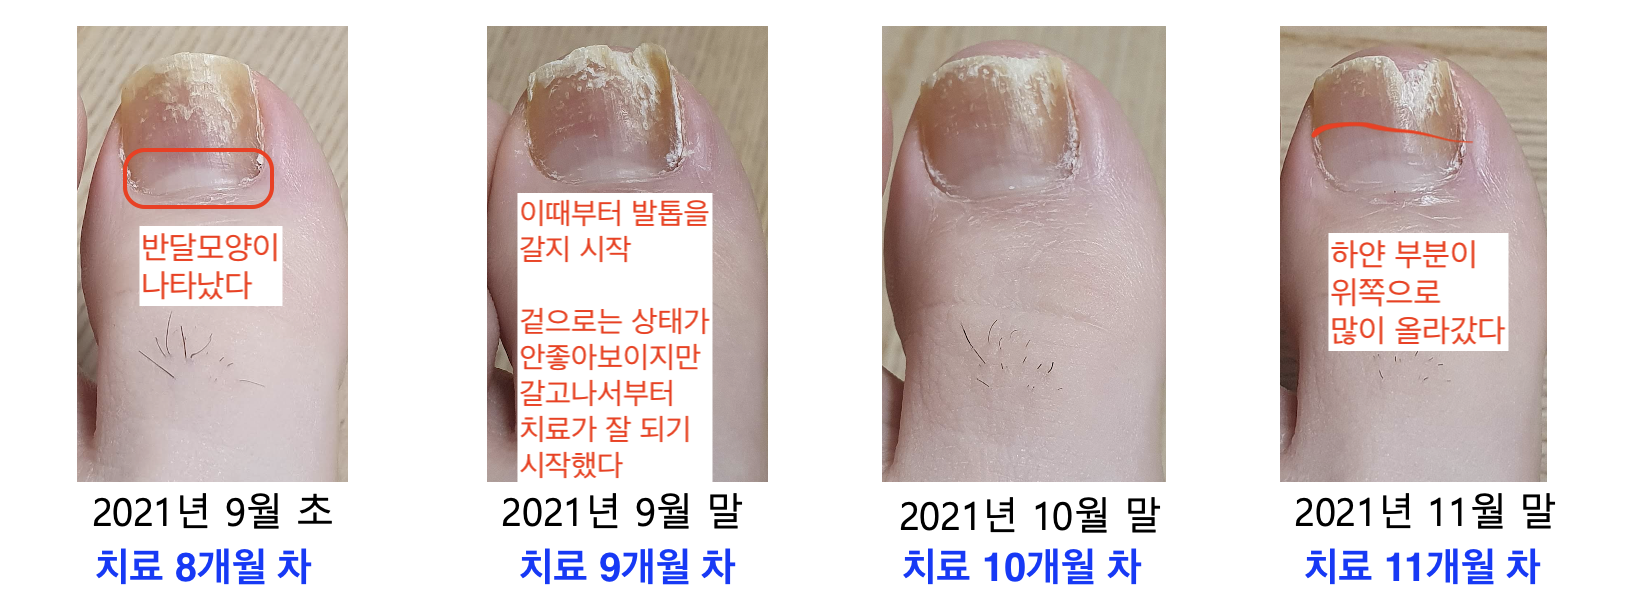 반달모양이
나타났다
2021년 9월 초
치료 8개월 차
이때부터 발톱을
갈지 시작
겉으로는 상태가
안좋아보이지만
갈고나서부터
치료가 잘 되기
시작했다
2021년 9월 말
치료 9개월 차
2021년 10월 말
치료 10개월 차
하얀 부분이
위쪽으로
많이 올라갔다
2021년 11월 말
치료 11개월 차